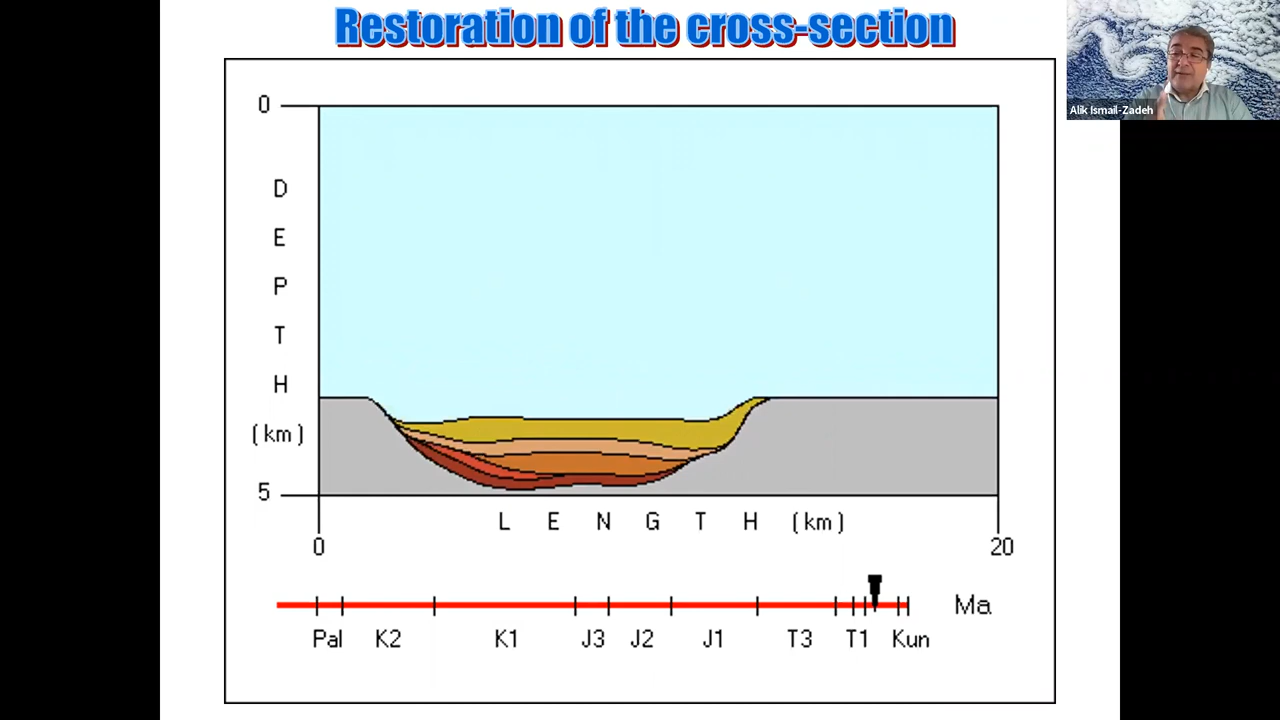 Restoration of the cross-section
Alik Ismail-Zadeh
0
D
E
P
T
H
(km)
5
L E N G T H (km)
0 20
Ma
Pal K2 K1 J3 J2 J1 T3 T1 Kun